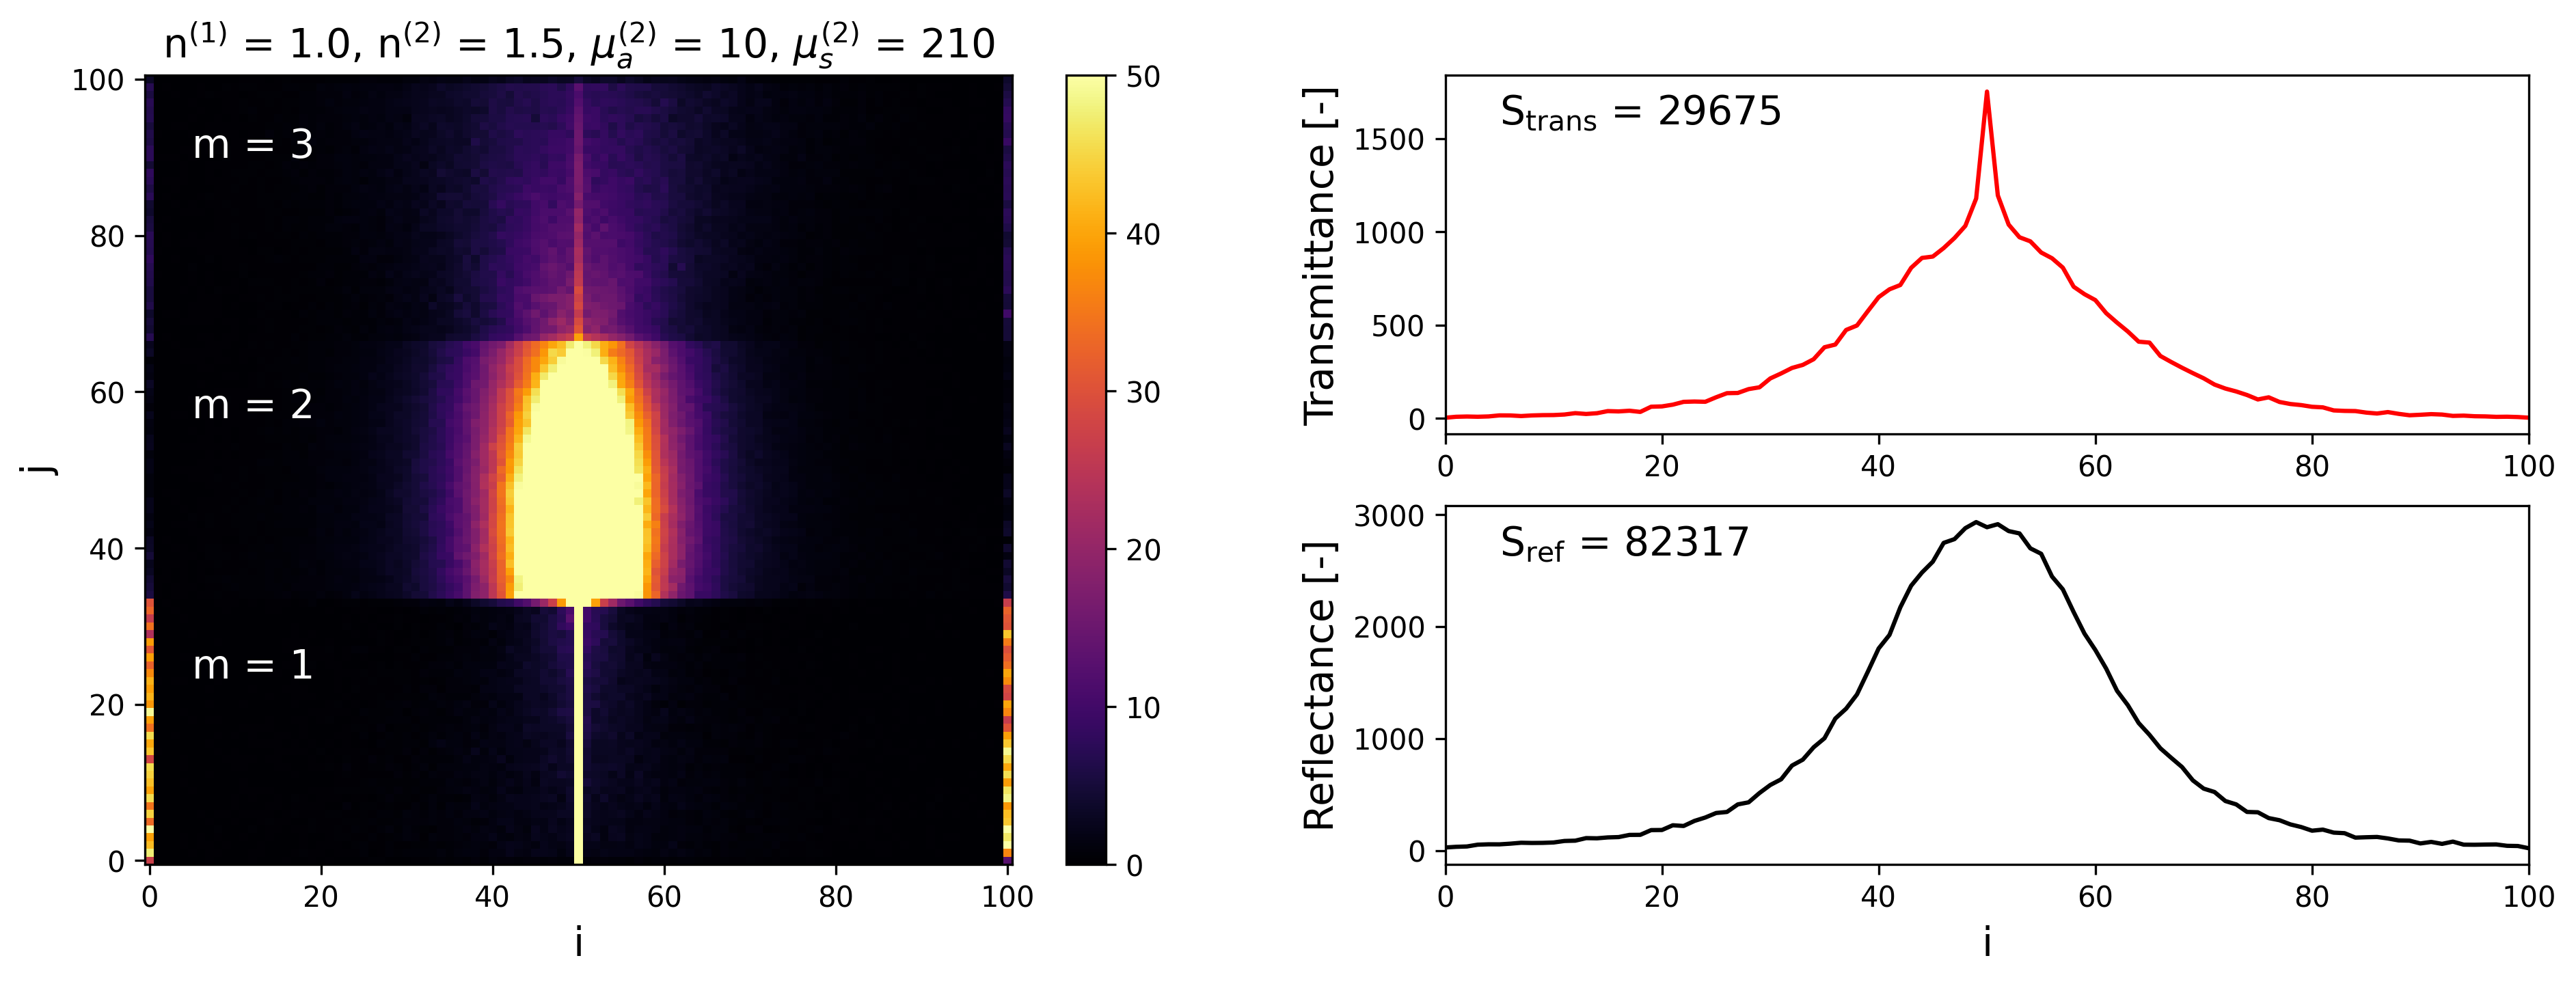 n(1) = 1.0, n(2) = 1.5, μa(2) = 10, μs(2) = 210
100
80
60
40
20
0
j
m = 3
m = 2
m = 1
0 20 40 60 80 100
i
50
40
30
20
10
0
Transmittance [-]
1500
1000
500
0
Strans = 29675
0 20 40 60 80 100
Reflectance [-]
3000
2000
1000
0
Sref = 82317
0 20 40 60 80 100
i